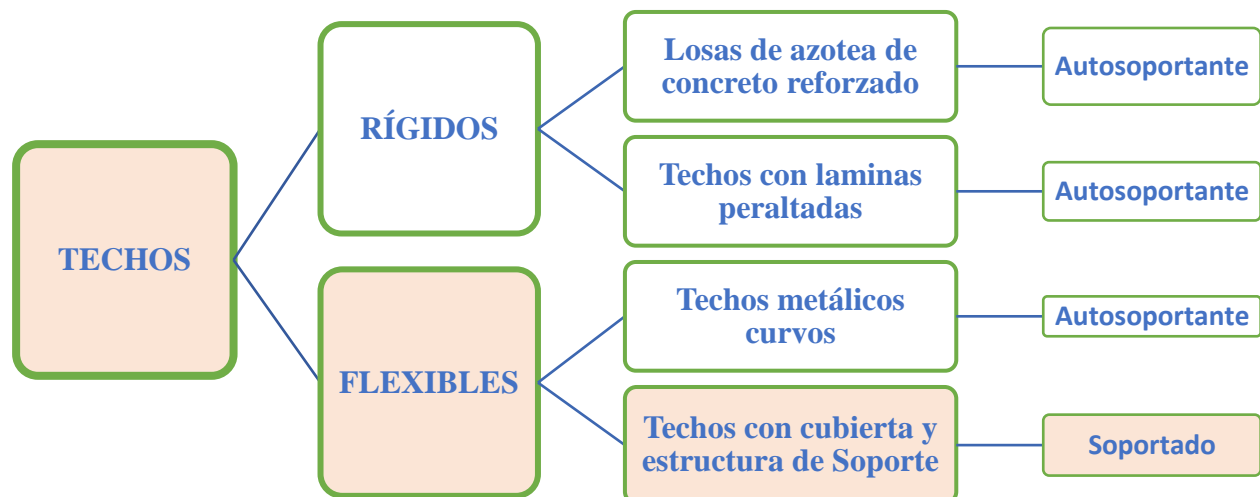 TECHOS
RÍGIDOS
Losas de azotea de
concreto reforzado
Autosoportante
Techos con laminas
peraltadas
Autosoportante
FLEXIBLES
Techos metálicos
curvos
Autosoportante
Techos con cubierta y
estructura de Soporte
Soportado